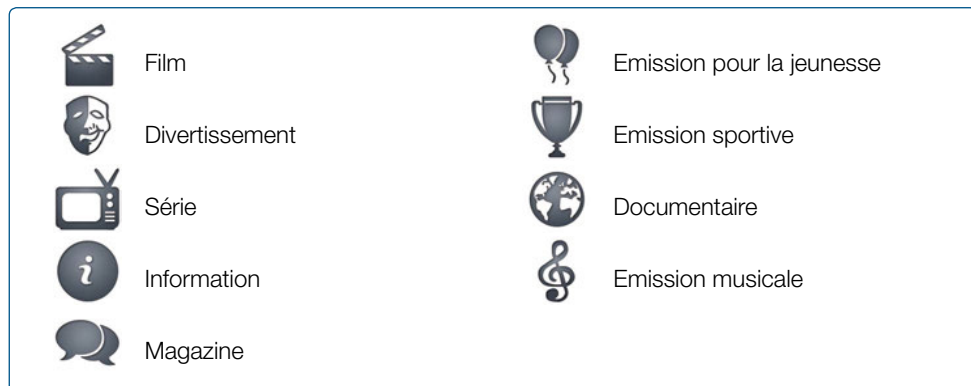 Film
Divertissement
Série
Information
Magazine
Emission pour la jeunesse
Emission sportive
Documentaire
Emission musicale